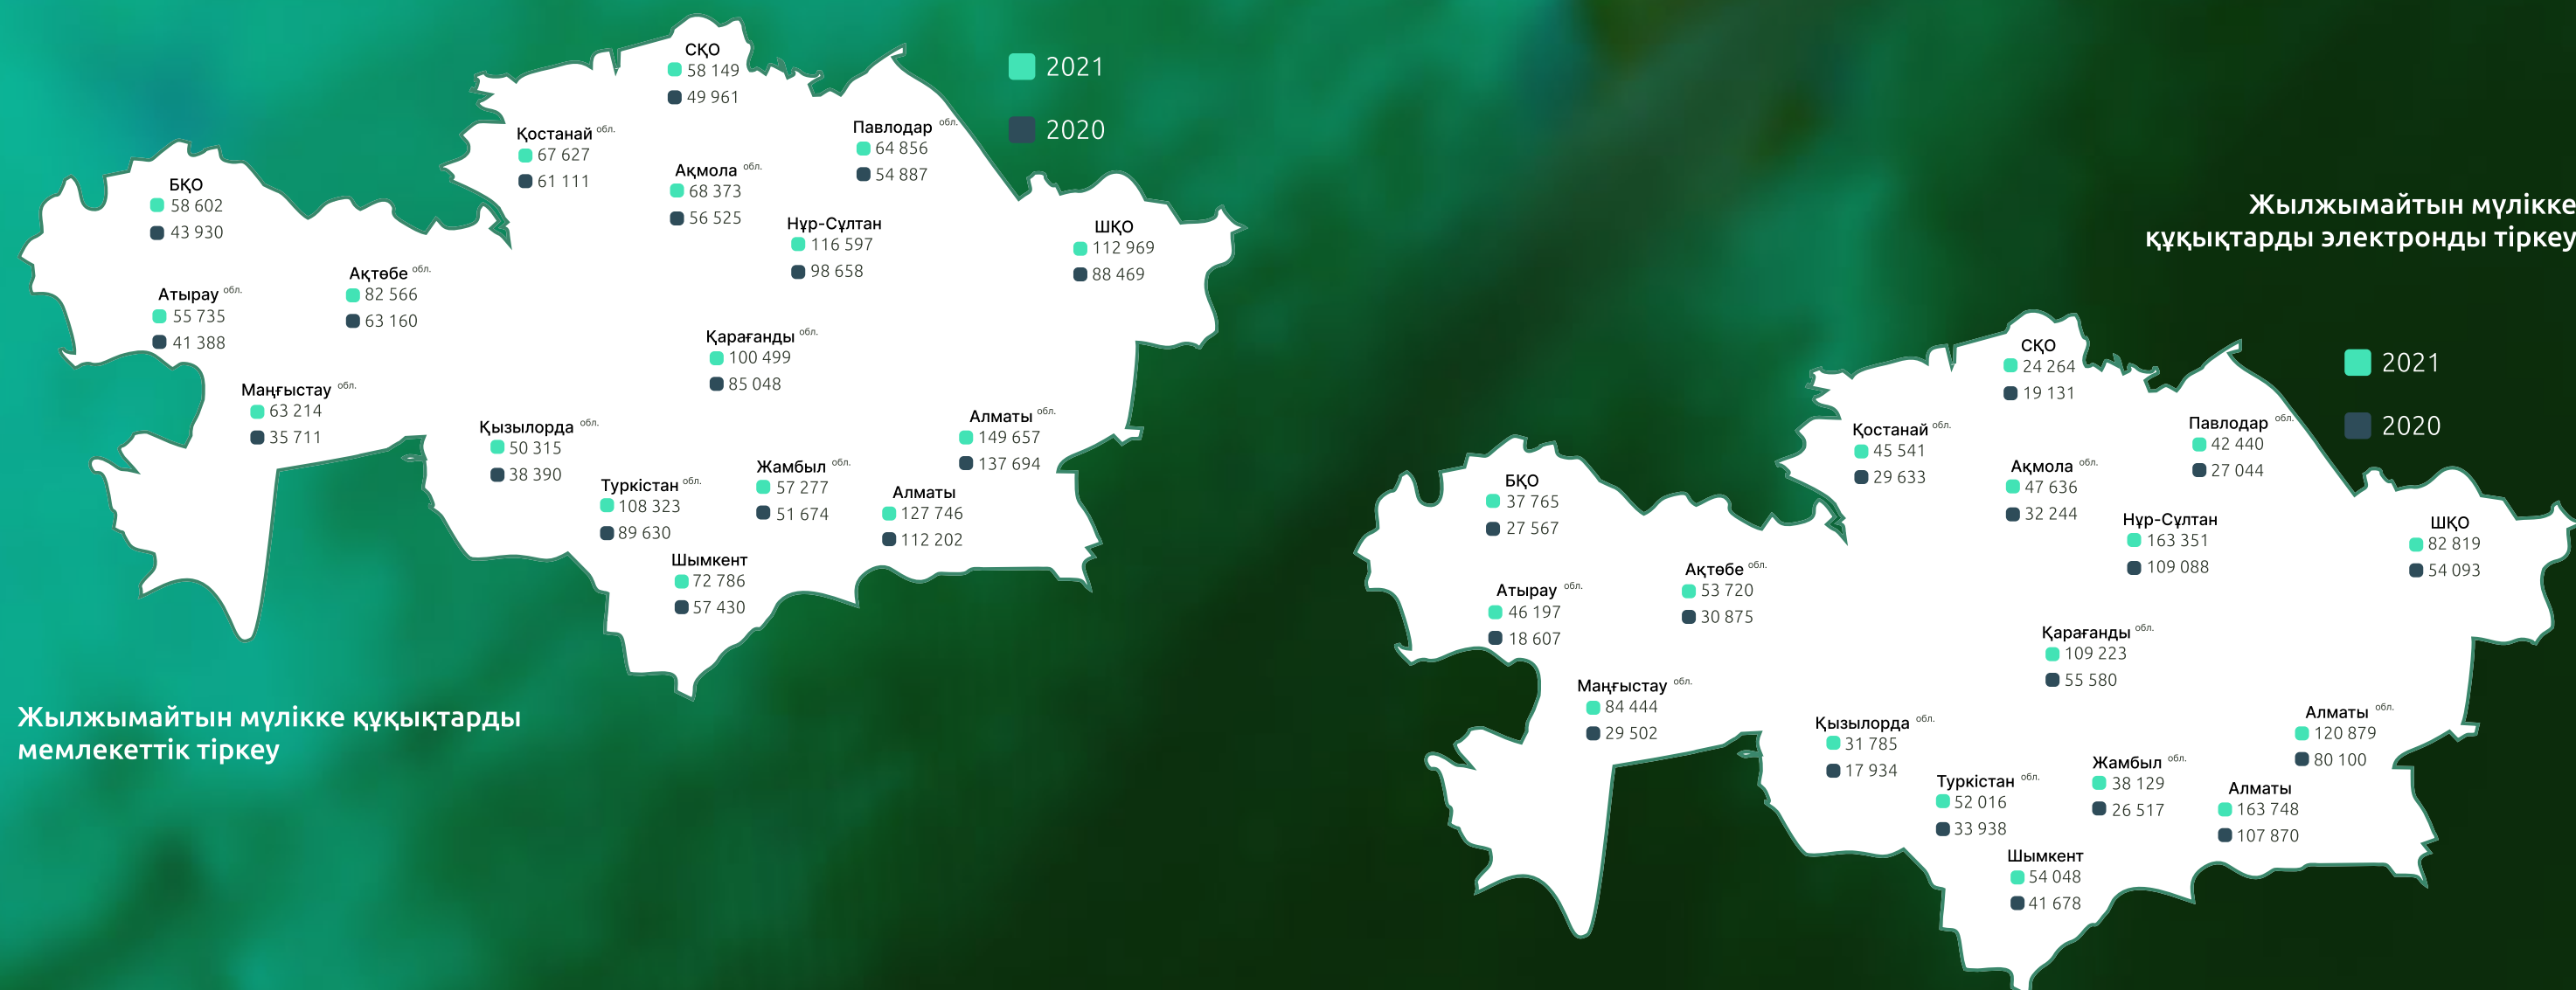 СҚО
58 149
49 961
2021
2020
Қостанай обл.
67 627
61 111
Павлодар обл.
64 856
54 887
Ақмола обл.
68 373
56 525
БҚО
58 602
43 930
Нұр-Сұлтан
116 597
98 658
ШҚО
112 969
88 469
Ақтөбе обл.
82 566
63 160
Атырау обл.
55 735
41 388
Қарағанды обл.
100 499
85 048
Маңғыстау обл.
63 214
35 711
Қызылорда обл.
50 315
38 390
Алматы обл.
149 657
137 694
Жамбыл обл.
57 277
51 674
Туркістан обл.
108 323
89 630
Алматы
127 746
112 202
Шымкент
72 786
57 430
Жылжымайтын мүлікке құқықтарды
мемлекеттік тіркеу
Жылжымайтын мүлікке
құқықтарды электронды тіркеу
СҚО
24 264
19 131
2021
2020
Қостанай обл.
45 541
29 633
Павлодар обл.
42 440
27 044
Ақмола обл.
47 636
32 244
БҚО
37 765
27 567
Нұр-Сұлтан
163 351
109 088
ШҚО
82 819
54 093
Ақтөбе обл.
53 720
30 875
Атырау обл.
46 197
18 607
Қарағанды обл.
109 223
55 580
Маңғыстау обл.
84 444
29 502
Қызылорда обл.
31 785
17 934
Алматы обл.
120 879
80 100
Жамбыл обл.
38 129
26 517
Туркістан обл.
52 016
33 938
Алматы
163 748
107 870
Шымкент
54 048
41 678